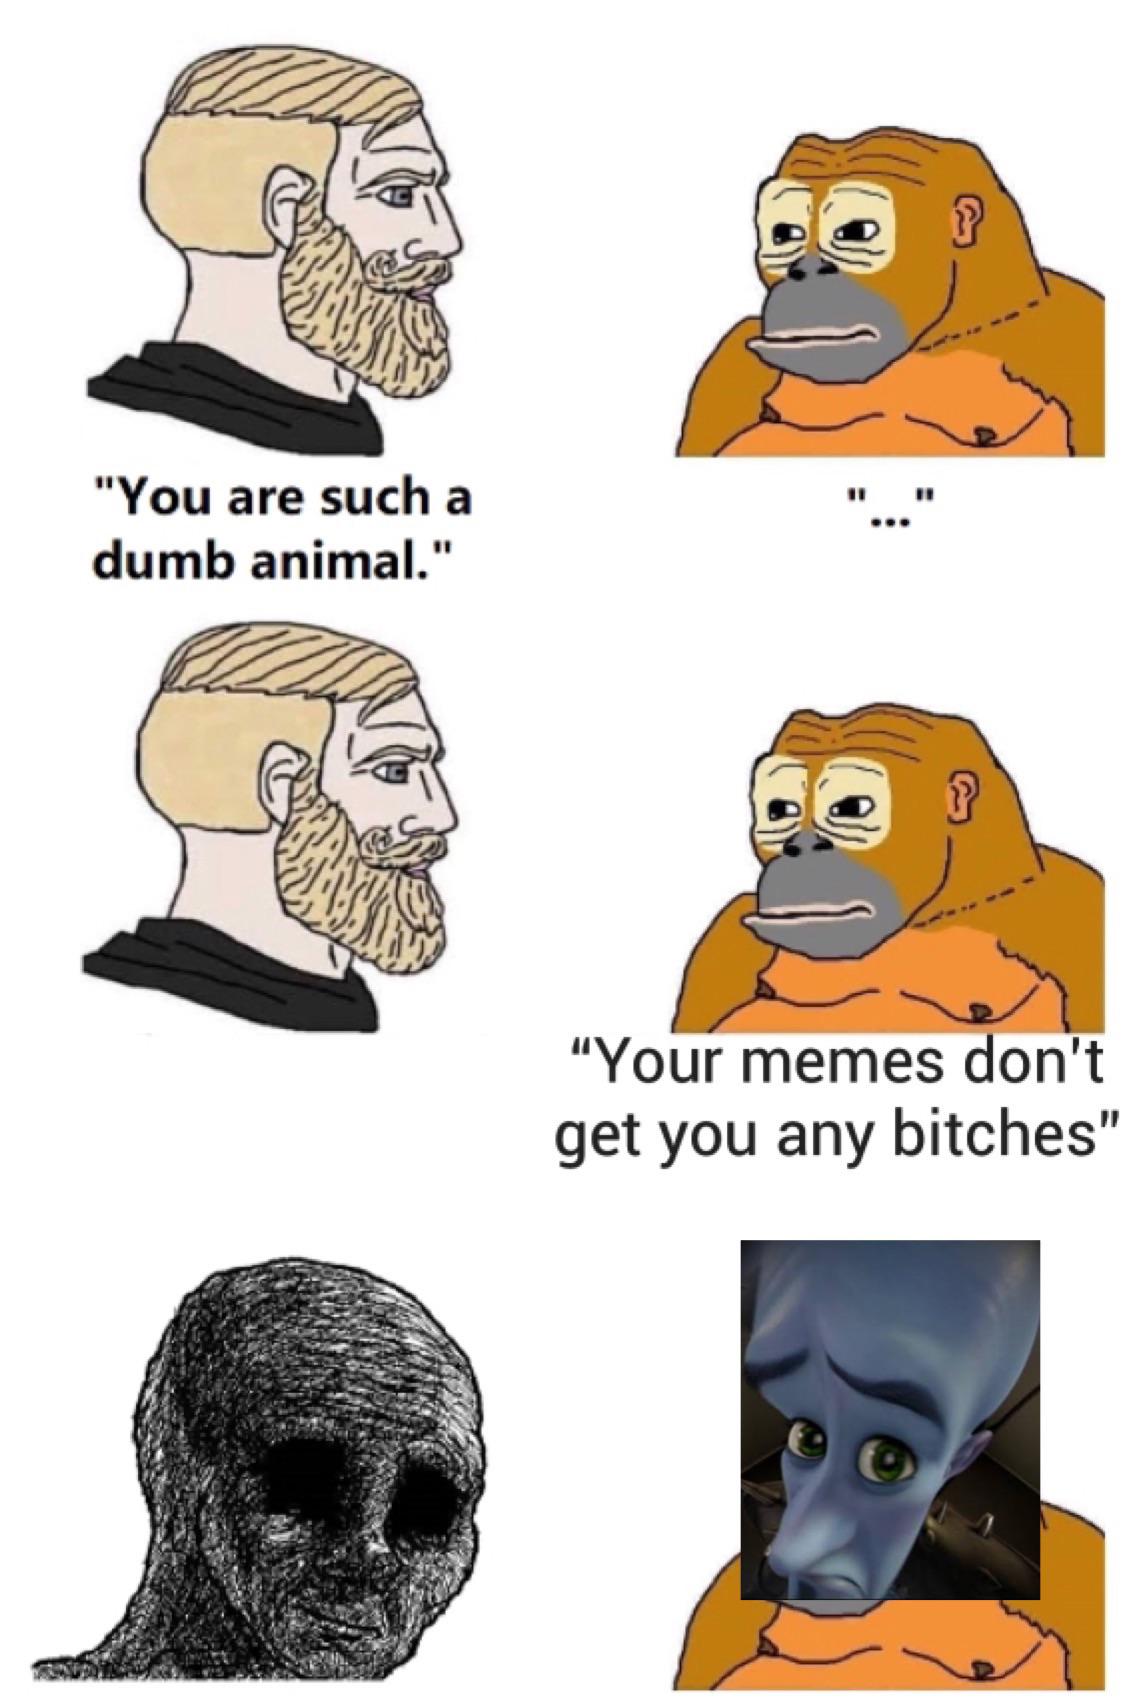 "You are such a
dumb animal."
"..."
“Your memes don't
get you any bitches”